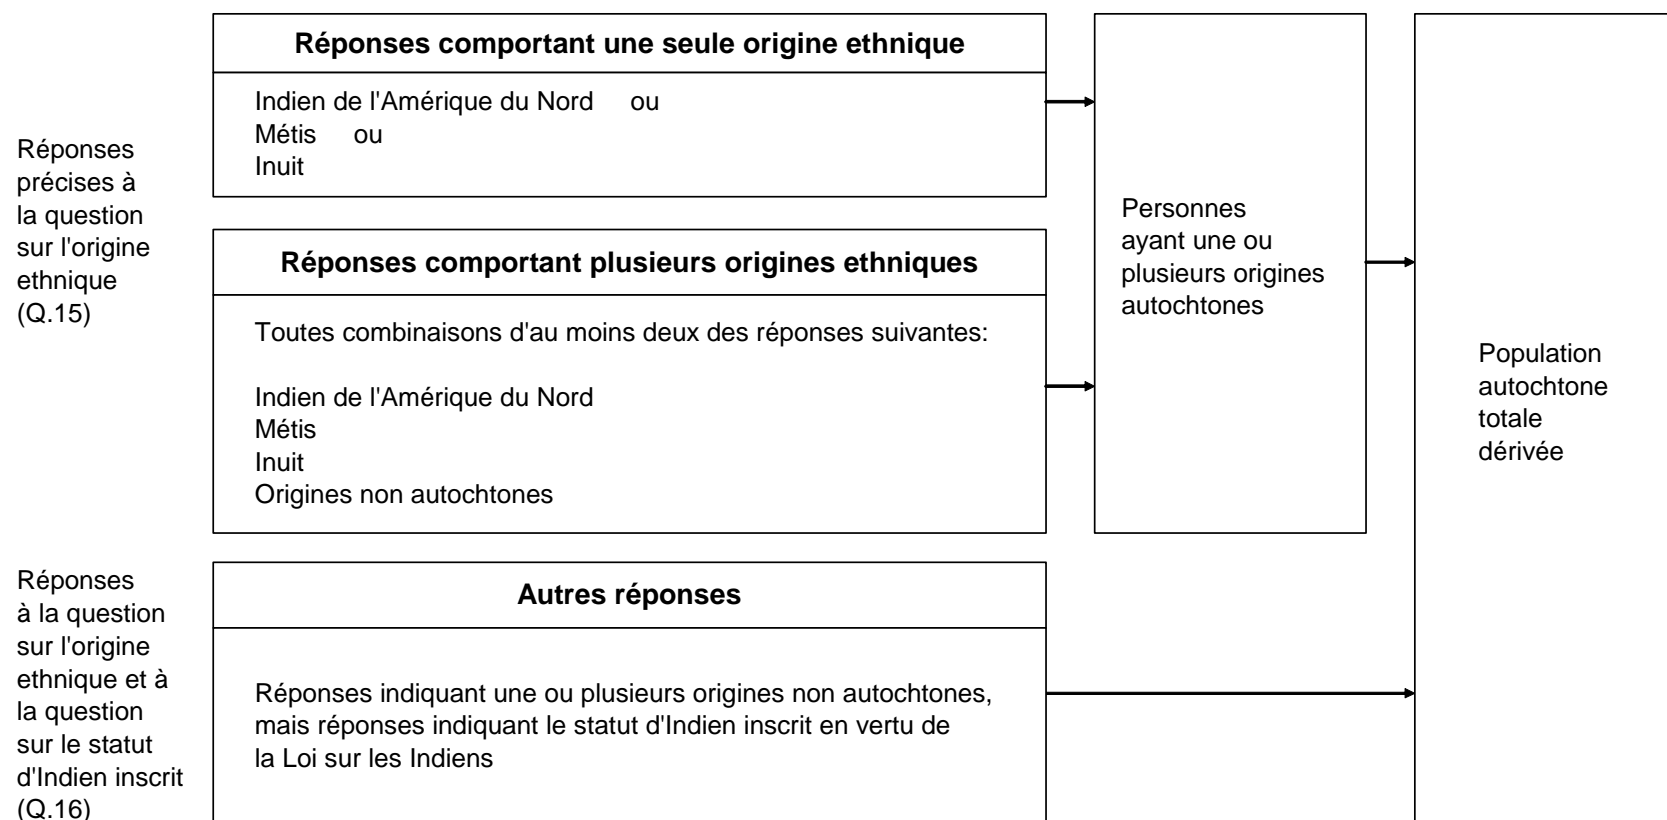 Réponses
précises à
la question
sur l'origine
ethnique
(Q.15)
Réponses comportant une seule origine ethnique
Indien de l'Amérique du Nord ou
Métis ou
Inuit
Réponses comportant plusieurs origines ethniques
Toutes combinaisons d'au moins deux des réponses suivantes:
Indien de l'Amérique du Nord
Métis
Inuit
Origines non autochtones
Personnes
ayant une ou
plusieurs origines
autochtones
Population
autochtone
totale
dérivée
Réponses
à la question
sur l'origine
ethnique et à
la question
sur le statut
d'Indien inscrit
(Q.16)
Autres réponses
Réponses indiquant une ou plusieurs origines non autochtones,
mais réponses indiquant le statut d'Indien inscrit en vertu de
la Loi sur les Indiens